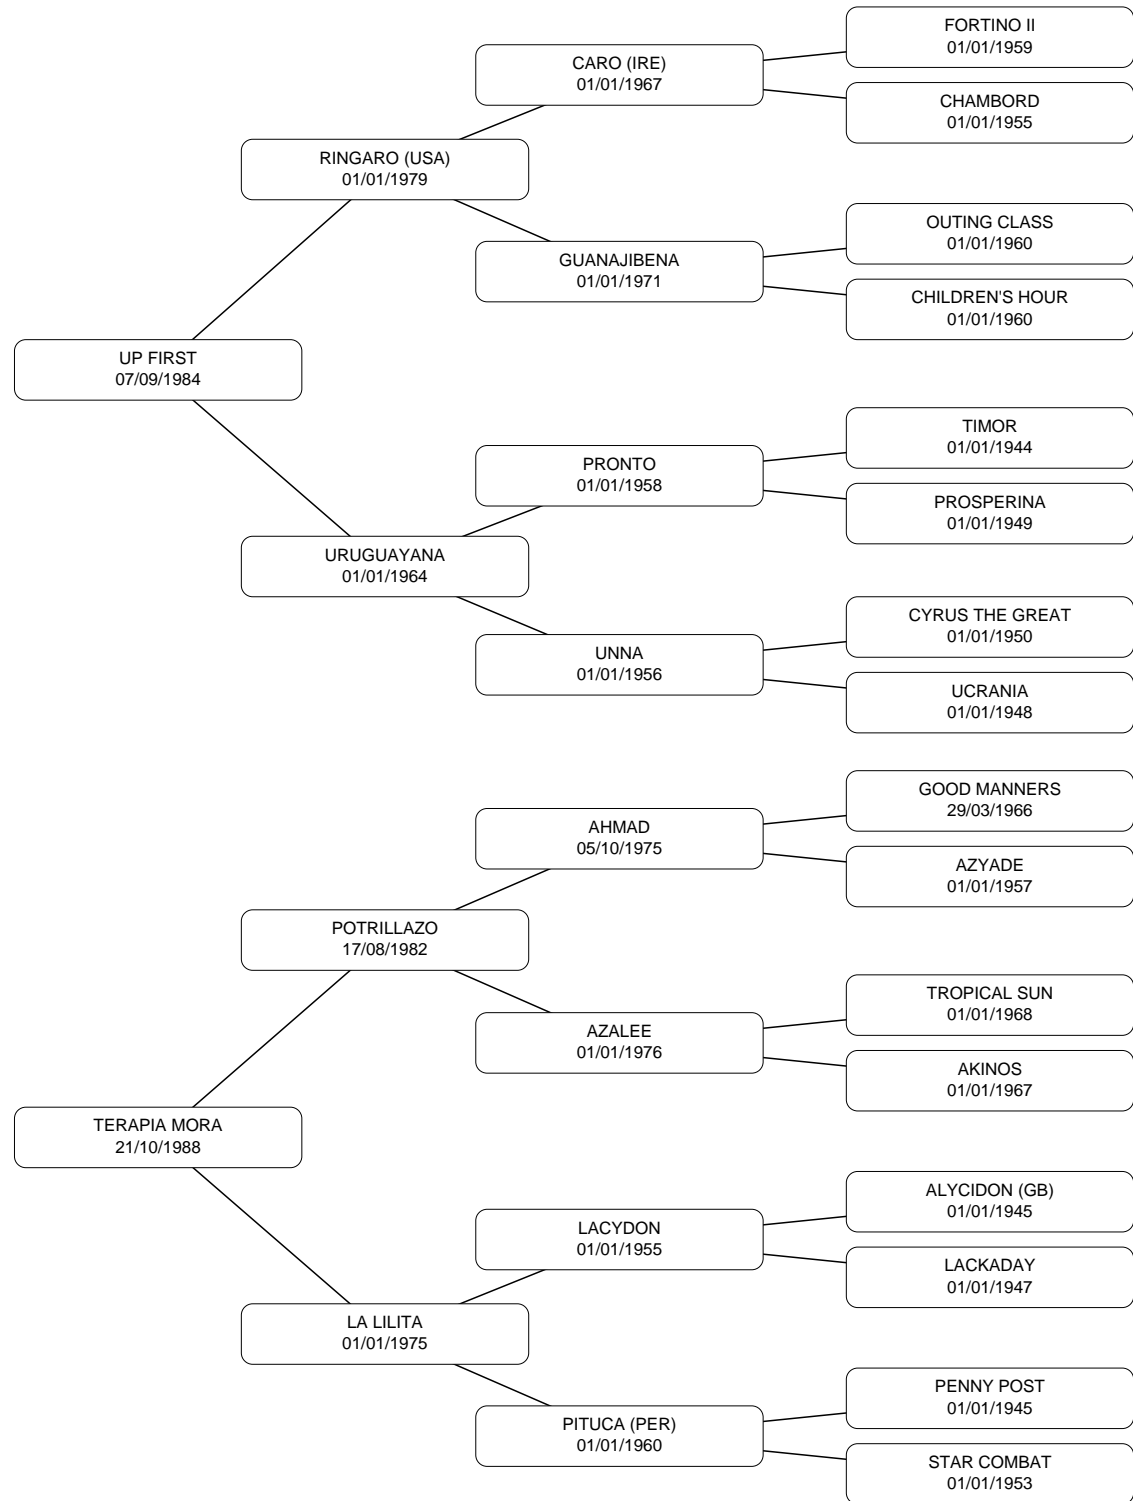 FORTINO II
01/01/1959
CARO (IRE)
01/01/1967
CHAMBORD
01/01/1955
RINGARO (USA)
01/01/1979
OUTING CLASS
01/01/1960
GUANAJIBENA
01/01/1971
CHILDREN'S HOUR
01/01/1960
UP FIRST
07/09/1984
TIMOR
01/01/1944
PRONTO
01/01/1958
PROSPERINA
01/01/1949
URUGUAYANA
01/01/1964
CYRUS THE GREAT
01/01/1950
UNNA
01/01/1956
UCRANIA
01/01/1948
GOOD MANNERS
29/03/1966
AHMAD
05/10/1975
AZYADE
01/01/1957
POTRILLAZO
17/08/1982
TROPICAL SUN
01/01/1968
AZALEE
01/01/1976
AKINOS
01/01/1967
TERAPIA MORA
21/10/1988
ALYCIDON (GB)
01/01/1945
LACYDON
01/01/1955
LACKADAY
01/01/1947
LA LILITA
01/01/1975
PENNY POST
01/01/1945
PITUCA (PER)
01/01/1960
STAR COMBAT
01/01/1953